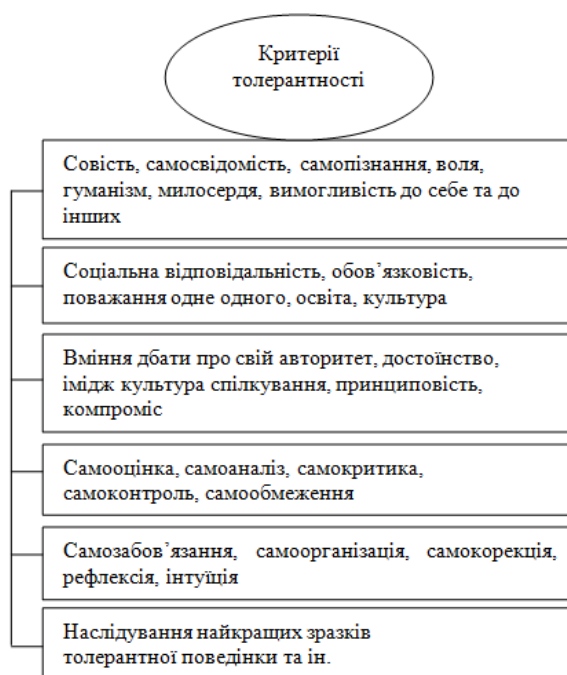 Критерії
толерантності
Совість, самосвідомість, самопізнання, воля,
гуманізм, милосердя, вимогливість до себе та до
інших
Соціальна відповідальність, обов’язковість,
поважання одне одного, освіта, культура
Вміння дбати про свій авторитет, достоїнство,
імідж культура спілкування, принциповість,
компроміс
Самооцінка, самоаналіз, самокритика,
самоконтроль, самообмеження
Самозабов’язання, самоорганізація, самокорекція,
рефлексія, інтуїція
Наслідування найкращих зразків
толерантної поведінки та ін.